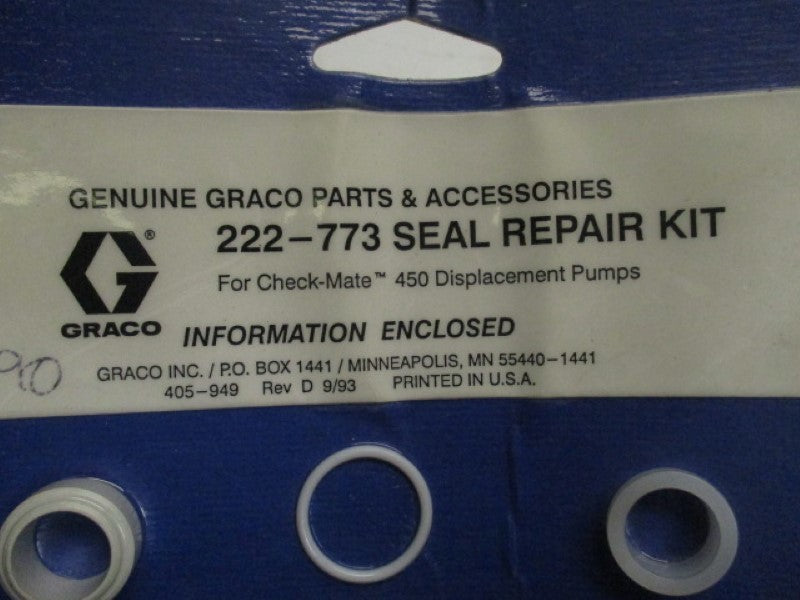 GENUINE GRACO PARTS & ACCESSORIES
222-773 SEAL REPAIR KIT
For Check-Mate™ 450 Displacement Pumps
®
GRACO
INFORMATION ENCLOSED
GRACO INC. / P.O. BOX 1441 / MINNEAPOLIS, MN 55440-1441
405-949 Rev D 9/93 PRINTED IN U.S.A.